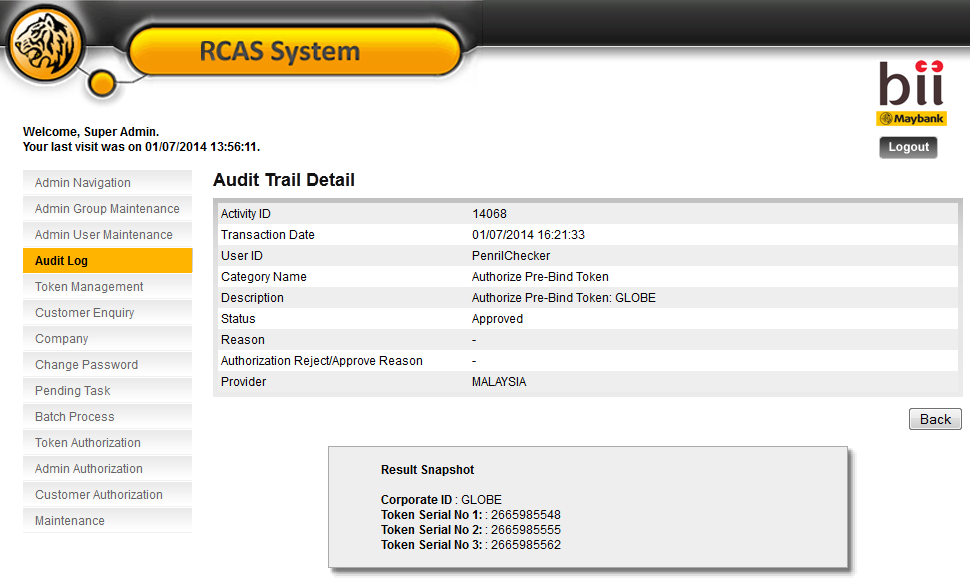 RCAS System
bii
Maybank
Welcome, Super Admin.
Your last visit was on 01/07/2014 13:56:11.
Logout
Admin Navigation
Admin Group Maintenance
Admin User Maintenance
Audit Log
Token Management
Customer Enquiry
Company
Change Password
Pending Task
Batch Process
Token Authorization
Admin Authorization
Customer Authorization
Maintenance
Audit Trail Detail
Activity ID 14068
Transaction Date 01/07/2014 16:21:33
User ID PenrilChecker
Category Name Authorize Pre-Bind Token
Description Authorize Pre-Bind Token: GLOBE
Status Approved
Reason -
Authorization Reject/Approve Reason -
Provider MALAYSIA
Back
Result Snapshot
Corporate ID : GLOBE
Token Serial No 1: : 2665985548
Token Serial No 2: : 2665985555
Token Serial No 3: : 2665985562